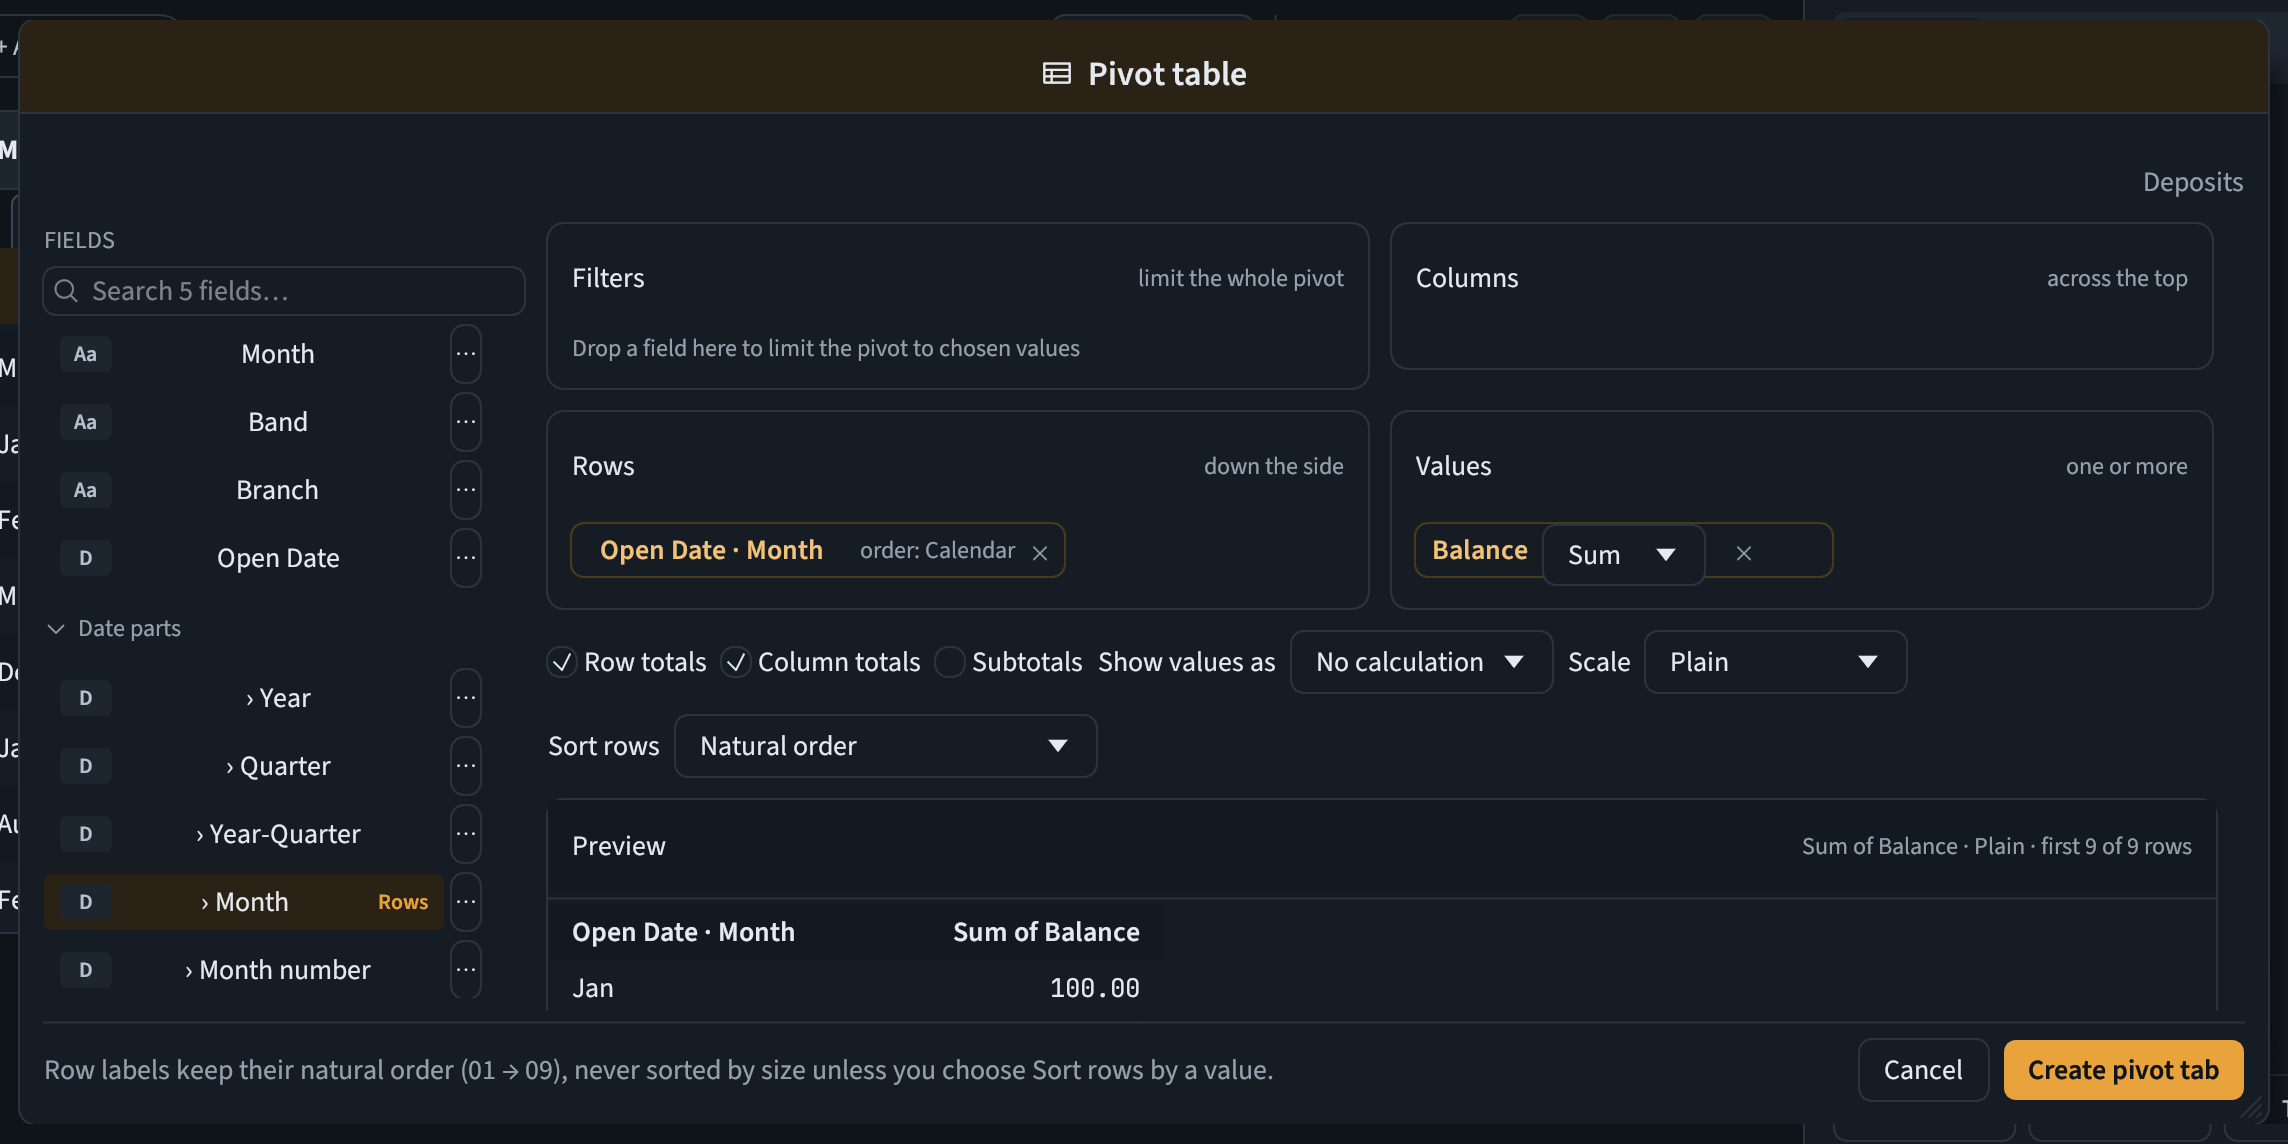 Pivot table
Deposits
FIELDS
Search 5 fields…
Aa Month ...
Aa Band ...
Aa Branch ...
D Open Date ...
Date parts
D › Year ...
D › Quarter ...
D › Year-Quarter ...
D › Month Rows ...
D › Month number ...
Filters limit the whole pivot
Drop a field here to limit the pivot to chosen values
Columns across the top
Rows down the side
Open Date · Month order: Calendar ×
Values one or more
Balance Sum ×
Row totals Column totals Subtotals Show values as No calculation Scale Plain
Sort rows Natural order
Preview Sum of Balance · Plain · first 9 of 9 rows
Open Date · Month Sum of Balance
Jan 100.00
Row labels keep their natural order (01 → 09), never sorted by size unless you choose Sort rows by a value.
Cancel Create pivot tab